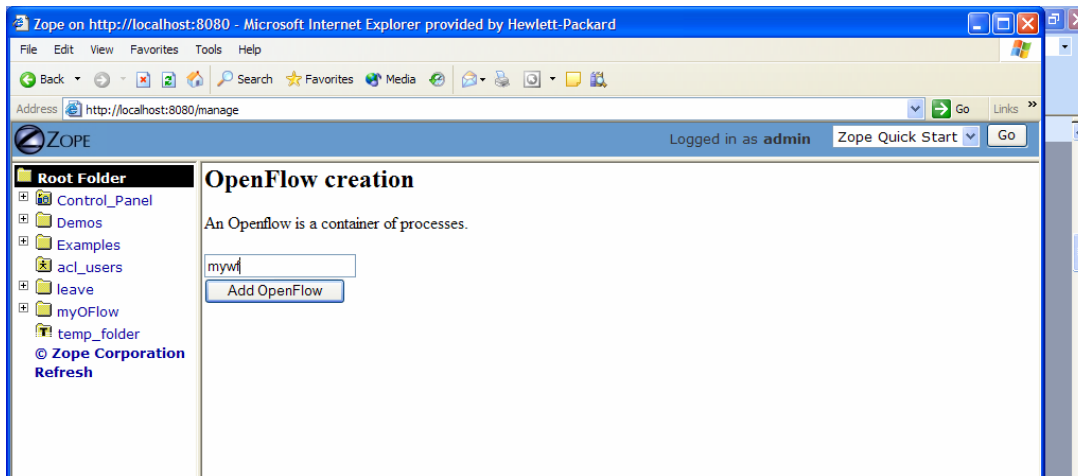 Zope on http://localhost:8080 - Microsoft Internet Explorer provided by Hewlett-Packard
File Edit View Favorites Tools Help
Back Search Favorites Media
Address http://localhost:8080/manage Go Links »
ZOPE Logged in as admin Zope Quick Start Go
Root Folder
Control_Panel
Demos
Examples
acl_users
leave
myOFlow
temp_folder
© Zope Corporation
Refresh
OpenFlow creation
An Openflow is a container of processes.
mywf
Add OpenFlow